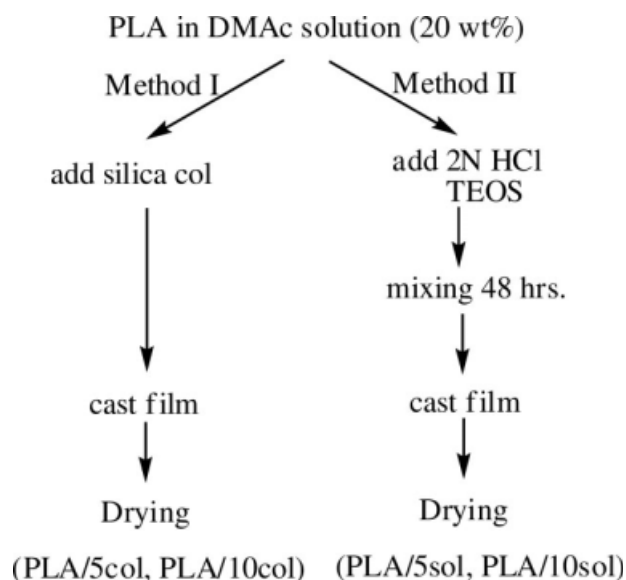 PLA in DMAc solution (20 wt%)
Method I
Method II
add silica col
add 2N HCl
TEOS
mixing 48 hrs.
cast film
cast film
Drying
Drying
(PLA/5col, PLA/10col)
(PLA/5sol, PLA/10sol)